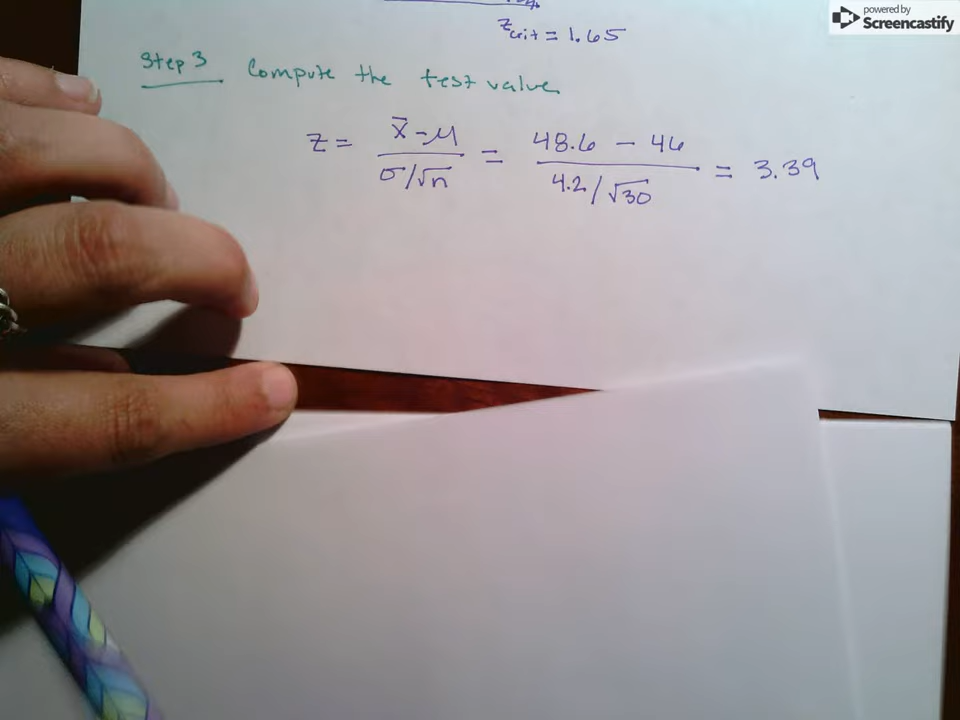 powered by
Screencastify
Zcrit = 1.65
Step 3 Compute the test value.
z = x̄ - μ / σ/√n = 48.6 - 46 / 4.2/√30 = 3.39